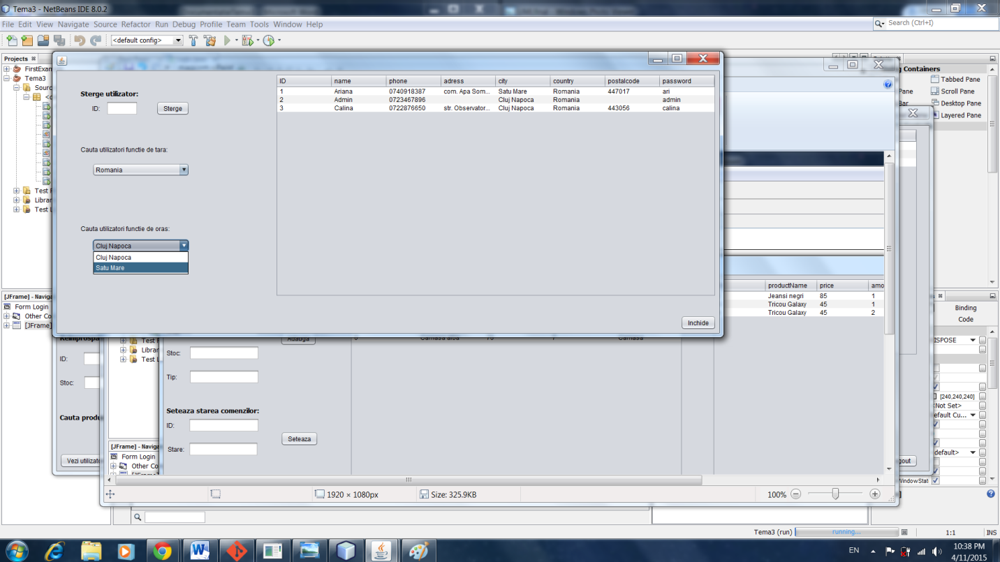 Tema3 - NetBeans IDE 8.0.2
File Edit View Navigate Source Refactor Run Debug Profile Team Tools Window Help
Search (Ctrl+I)
<default config>
Projects
FirstExam
Tema3
Sourc
Test
Librar
Test L
Sterge utilizator:
ID:
Sterge
Cauta utilizatori functie de tara:
Romania
Cauta utilizatori functie de oras:
Cluj Napoca
Cluj Napoca
Satu Mare
ID name phone adress city country postalcode password
1 Ariana 0740918387 com. Apa Som... Satu Mare Romania 447017 ari
2 Admin 0723467896 Cluj Napoca Romania admin
3 Calina 0722876650 str. Observator... Cluj Napoca Romania 443056 calina
Inchide
g Containers
Tabbed Pane
Pane Scroll Pane
Bar Desktop Pane
Layered Pane
productName price amo
Jeansi negri 85 1
Tricou Galaxy 45 1
Tricou Galaxy 45 2
[JFrame] - Naviga
Form Login
Other Co
[JFrame]
Binding
Code
ISPOSE
[240,240,240]
<Not Set>
efault Cu...
default>
WindowStat
Reimprospa
ID:
Stoc:
Cauta produ
Vezi utilizato
Test F
Librar
Test L
[JFrame] - Naviga
Form Login
Other Co
Adauga
Camasa alba
Camasa
Stoc:
Tip:
Seteaza starea comenzilor:
ID:
Seteaza
Stare:
gout
1920 × 1080px
Size: 325.9KB
100%
Tema3 (run)
running...
1:1
INS
EN
10:38 PM
4/11/2015